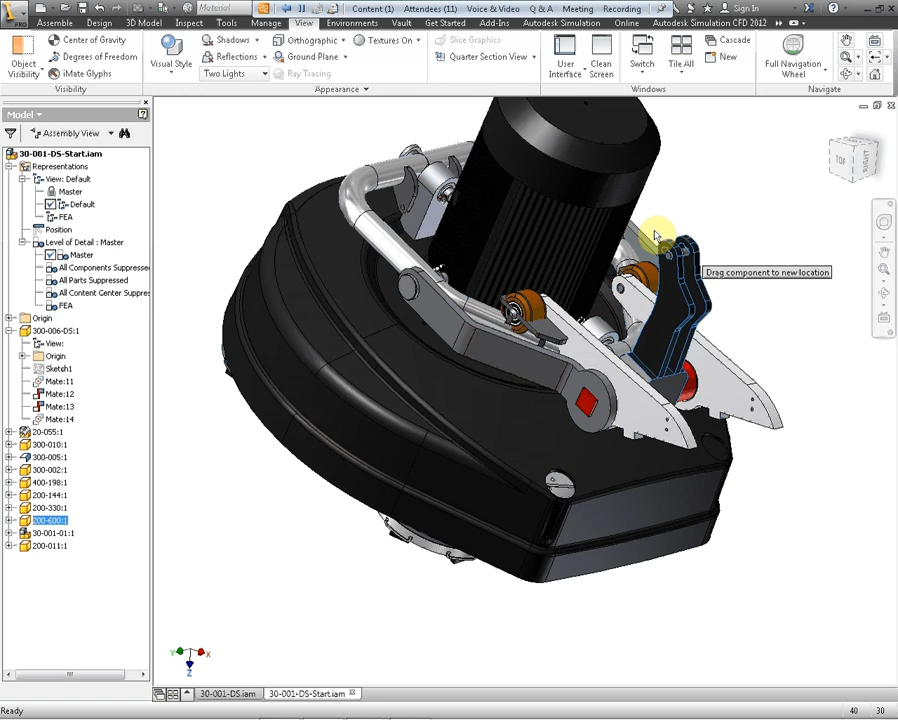 Material
Content (1)
Attendees (11)
Voice & Video
Q & A
Meeting
Recording
Sign In
PRO
Assembly
Design
3D Model
Inspect
Tools
Manage
View
Environments
Vault
Get Started
Add-Ins
Autodesk Simulation
Online
Autodesk Simulation CFD 2012
Object Visibility
Center of Gravity
Degrees of Freedom
iMate Glyphs
Visibility
Visual Style
Shadows
Reflections
Two Lights
Orthographic
Ground Plane
Ray Tracing
Textures On
Slice Graphics
Quarter Section View
Appearance
User Interface
Clean Screen
Switch
Tile All
Cascade
New
Windows
Full Navigation Wheel
Navigate
Model
Assembly View
30-001-DS-Start.iam
Representations
View: Default
Master
Default
FEA
Position
Level of Detail : Master
Master
All Components Suppresse
All Parts Suppressed
All Content Center Suppres
FEA
Origin
300-006-DS:1
View:
Origin
Sketch1
Mate:11
Mate:12
Mate:13
Mate:14
20-055:1
300-010:1
300-005:1
300-002:1
400-198:1
200-144:1
200-330:1
200-600:1
30-001-01:1
200-011:1
TOP
RIGHT
Drag component to new location
Y
X
Z
30-001-DS.iam
30-001-DS-Start.iam
Ready
40
30